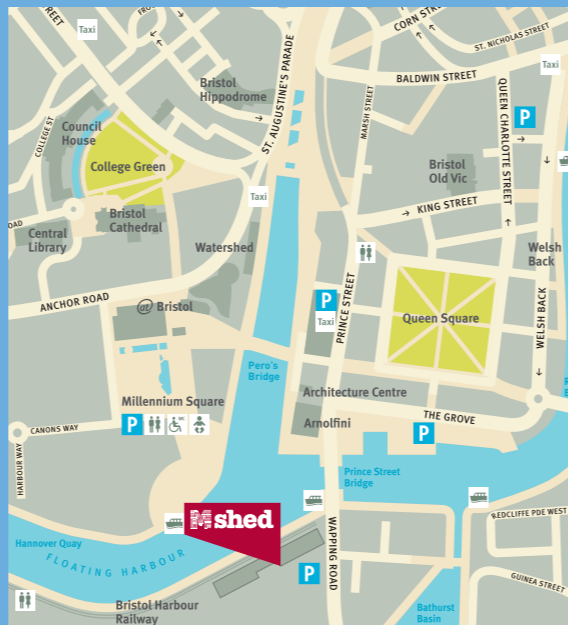 STREET
FRO
Taxi
CORN STR
ST. NICHOLAS STREET
BALDWIN STREET
Taxi
Bristol
Hippodrome
ST. AUGUSTINE'S PARADE
MARSH STREET
QUEEN CHARLOTTE STREET
P
COLLEGE ST
Council
House
College Green
Bristol
Old Vic
Taxi
KING STREET
OAD
Central
Library
Bristol
Cathedral
Watershed
Welsh
Back
ANCHOR ROAD
@ Bristol
P
Taxi
PRINCE STREET
Queen Square
WELSH BACK
Pero's
Bridge
Millennium Square
P
WC
Architecture Centre
Arnolfini
THE GROVE
P
CANONS WAY
HARBOUR WAY
Prince Street
Bridge
M shed
REDCLIFFE PDE WEST
Hannover Quay
FLOATING HARBOUR
WAPPING ROAD
P
GUINEA STREET
Bristol Harbour
Railway
Bathurst
Basin